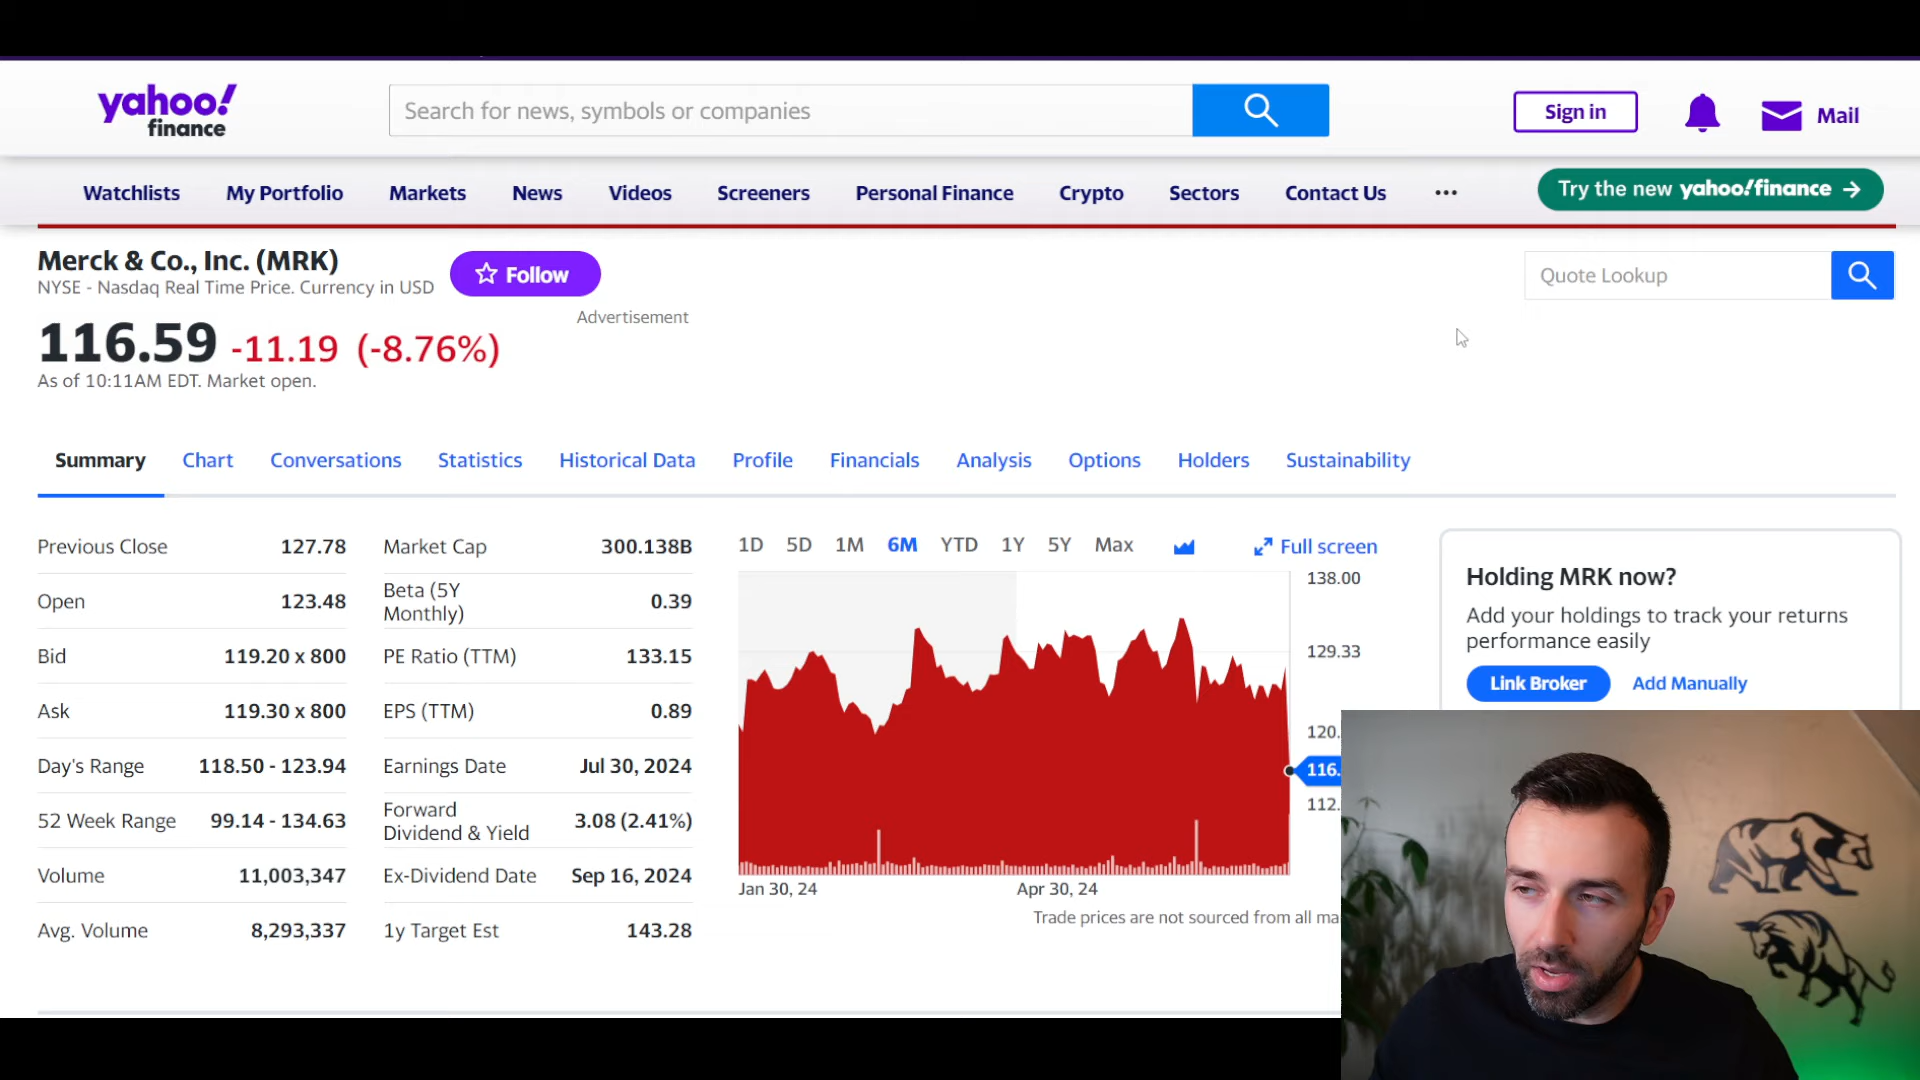 yahoo!
finance
Search for news, symbols or companies
Sign in
Mail
Watchlists My Portfolio Markets News Videos Screeners Personal Finance Crypto Sectors Contact Us ...
Try the new yahoo!finance →
Merck & Co., Inc. (MRK)
NYSE - Nasdaq Real Time Price. Currency in USD
Follow
Quote Lookup
Advertisement
116.59 -11.19 (-8.76%)
As of 10:11AM EDT. Market open.
Summary Chart Conversations Statistics Historical Data Profile Financials Analysis Options Holders Sustainability
Previous Close 127.78
Open 123.48
Bid 119.20 x 800
Ask 119.30 x 800
Day's Range 118.50 - 123.94
52 Week Range 99.14 - 134.63
Volume 11,003,347
Avg. Volume 8,293,337
Market Cap 300.138B
Beta (5Y
Monthly) 0.39
PE Ratio (TTM) 133.15
EPS (TTM) 0.89
Earnings Date Jul 30, 2024
Forward
Dividend & Yield 3.08 (2.41%)
Ex-Dividend Date Sep 16, 2024
1y Target Est 143.28
1D 5D 1M 6M YTD 1Y 5Y Max
Full screen
138.00
129.33
120.
116.
112.
Jan 30, 24 Apr 30, 24
Trade prices are not sourced from all ma
Holding MRK now?
Add your holdings to track your returns
performance easily
Link Broker Add Manually